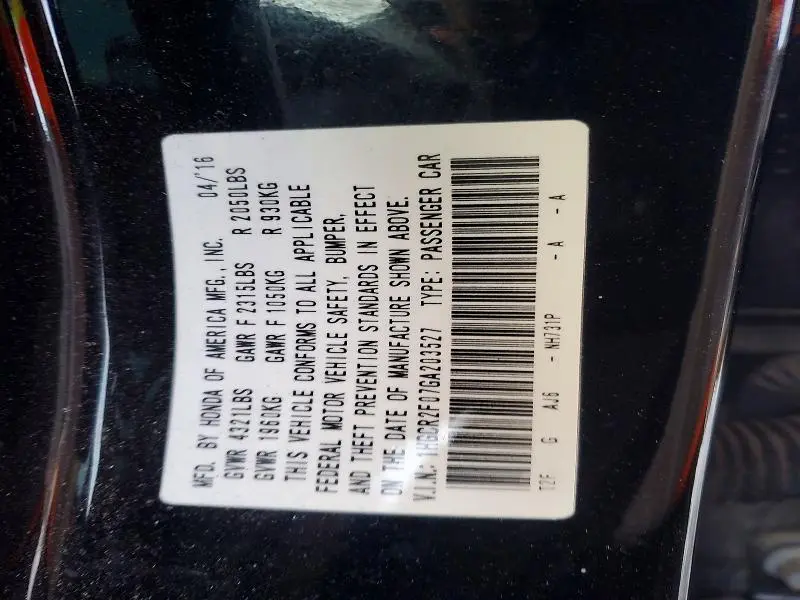 MFD. BY HONDA OF AMERICA MFG., INC. 04/'16
GVWR 4321LBS GAWR F 2315LBS R 2050LBS
GVWR 1960KG GAWR F 1050KG R 930KG
THIS VEHICLE CONFORMS TO ALL APPLICABLE
FEDERAL MOTOR VEHICLE SAFETY, BUMPER,
AND THEFT PREVENTION STANDARDS IN EFFECT
ON THE DATE OF MANUFACTURE SHOWN ABOVE.
V.I.N.: 1HGCR2F07GA203527 TYPE: PASSENGER CAR
T2F G AJ6 - NH731P - A - A